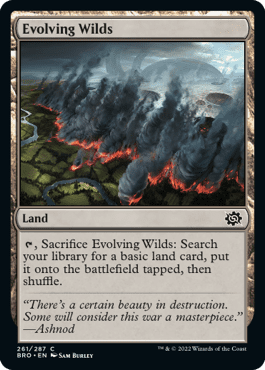 Evolving Wilds
Land
, Sacrifice Evolving Wilds: Search
your library for a basic land card, put
it onto the battlefield tapped, then
shuffle.
"There's a certain beauty in destruction.
Some will consider this war a masterpiece."
—Ashnod
261/287 C
BRO • EN SAM BURLEY
™ & © 2022 Wizards of the Coast